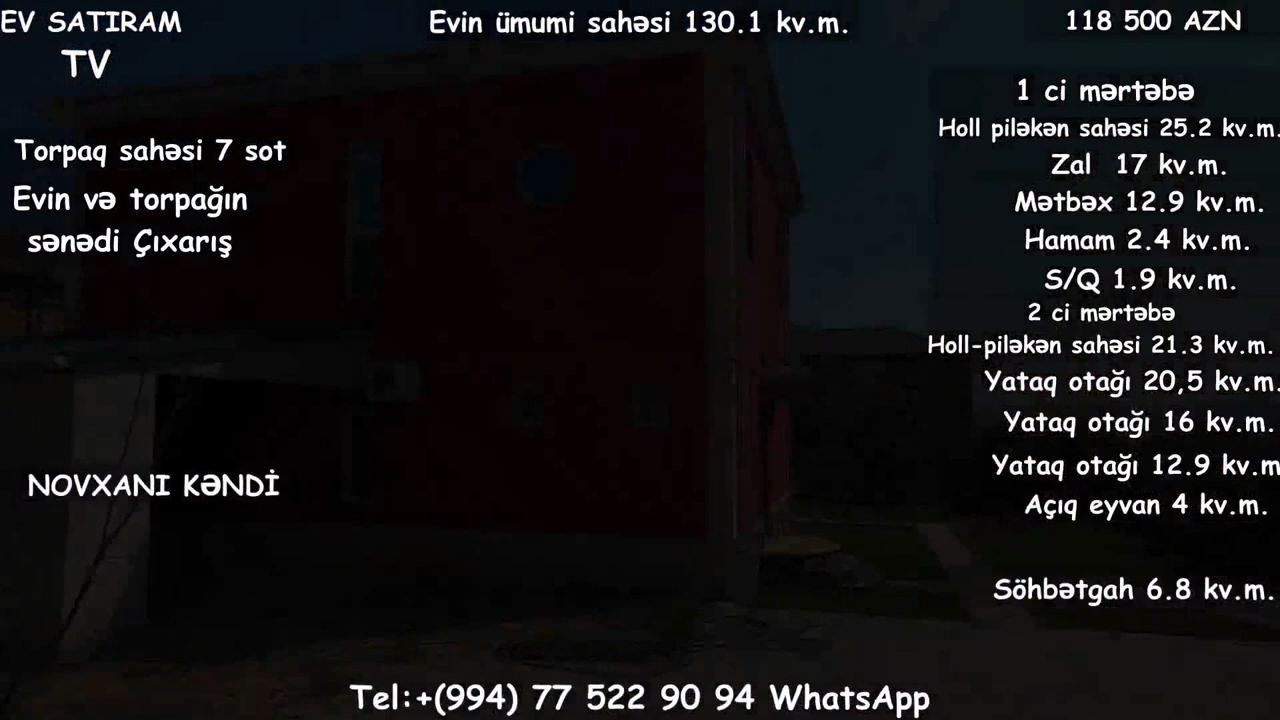 EV SATIRAM
TV
Evin ümumi sahəsi 130.1 kv.m.
118 500 AZN
Torpaq sahəsi 7 sot
Evin və torpağın
sənədi Çıxarış
NOVXANI KƏNDİ
1 ci mərtəbə
Holl piləkən sahəsi 25.2 kv.m.
Zal 17 kv.m.
Mətbəx 12.9 kv.m.
Hamam 2.4 kv.m.
S/Q 1.9 kv.m.
2 ci mərtəbə
Holl-piləkən sahəsi 21.3 kv.m.
Yataq otağı 20,5 kv.m.
Yataq otağı 16 kv.m.
Yataq otağı 12.9 kv.m
Açıq eyvan 4 kv.m.
Söhbətgah 6.8 kv.m.
Tel:+(994) 77 522 90 94 WhatsApp